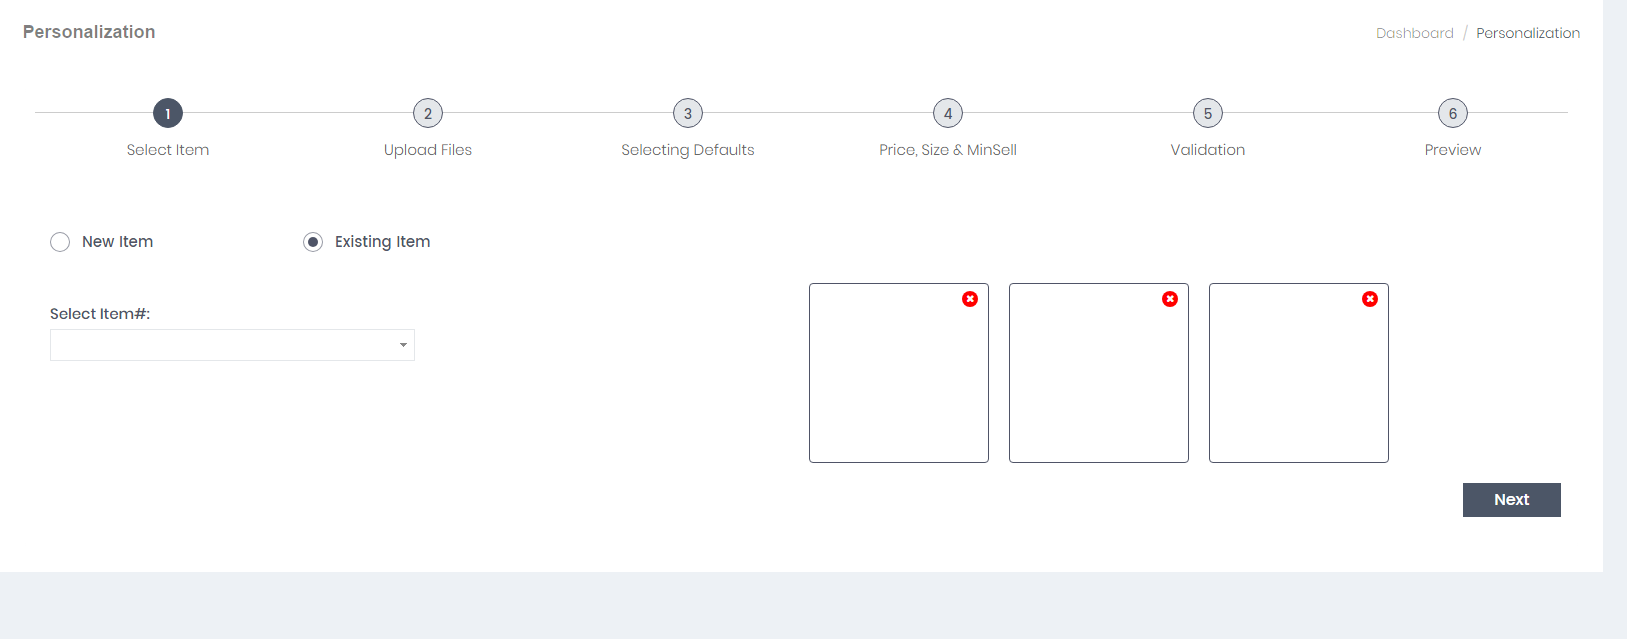 Personalization
Dashboard / Personalization
1 2 3 4 5 6
Select Item Upload Files Selecting Defaults Price, Size & MinSell Validation Preview
New Item Existing Item
Select Item#:
Next